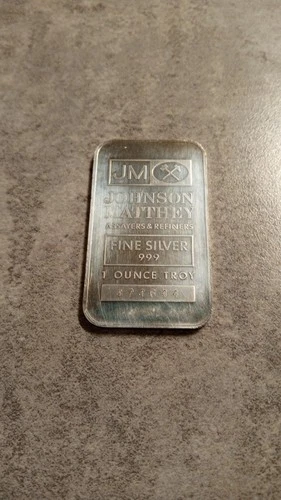 JM
JOHNSON
MATTHEY
ASSAYERS & REFINERS
FINE SILVER
999
1 OUNCE TROY